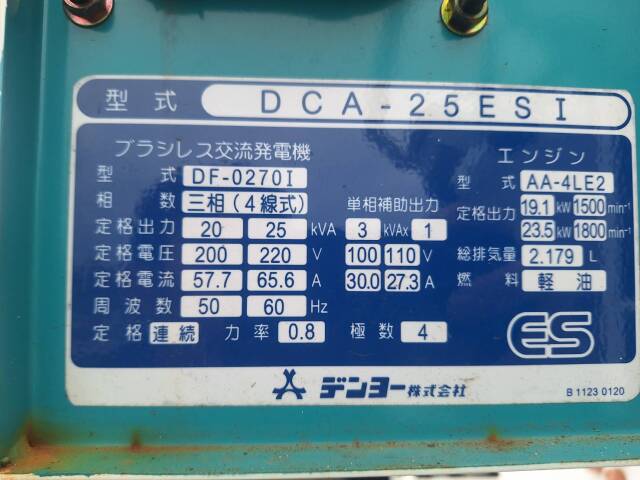 型式 DCA-25ESI
ブラシレス交流発電機
型式 DF-0270I
相数 三相(4線式) 単相補助出力
定格出力 20 25 kVA 3 kVAx 1
定格電圧 200 220 V 100 110 V
定格電流 57.7 65.6 A 30.0 27.3 A
周波数 50 60 Hz
定格 連続 力率 0.8 極数 4
エンジン
型式 AA-4LE2
定格出力 19.1 kW 1500 min⁻¹
23.5 kW 1800 min⁻¹
総排気量 2.179 L
燃料 軽油
ES
デンヨー株式会社
B 1123 0120